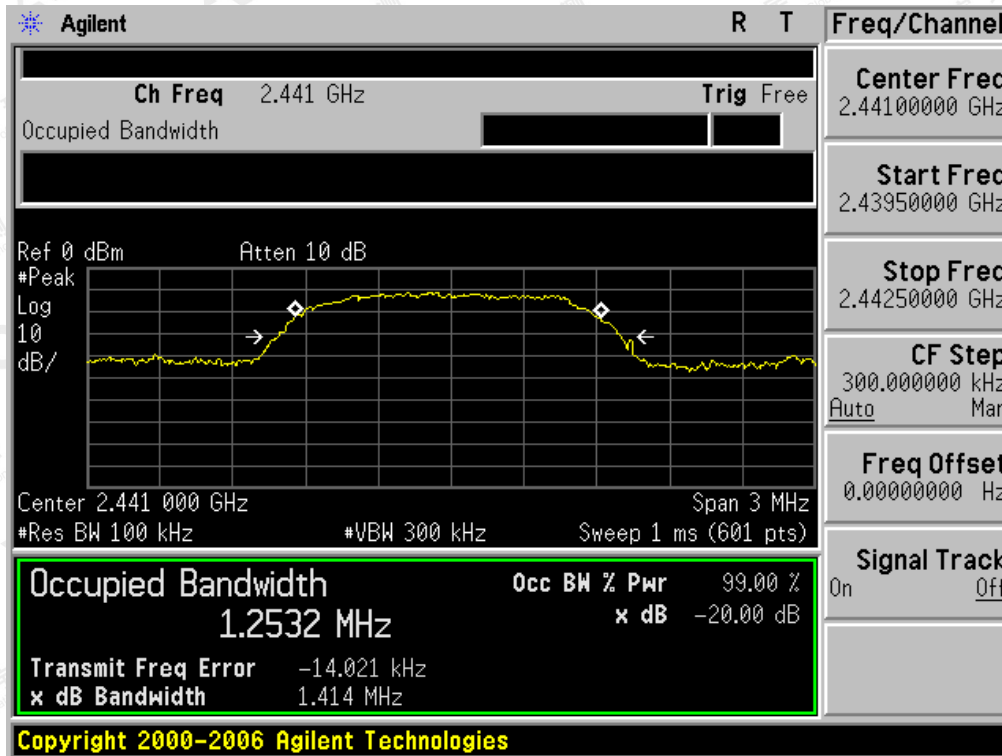 Agilent R T Freq/Channel
Ch Freq 2.441 GHz Trig Free
Occupied Bandwidth
Center Freq
2.44100000 GHz
Start Freq
2.43950000 GHz
Stop Freq
2.44250000 GHz
CF Step
300.000000 kHz
Auto Man
Freq Offset
0.00000000 Hz
Signal Track
On Off
Ref 0 dBm Atten 10 dB
#Peak
Log
10
dB/
Center 2.441 000 GHz Span 3 MHz
#Res BW 100 kHz #VBW 300 kHz Sweep 1 ms (601 pts)
Occupied Bandwidth Occ BW % Pwr 99.00 %
1.2532 MHz x dB -20.00 dB
Transmit Freq Error -14.021 kHz
x dB Bandwidth 1.414 MHz
Copyright 2000-2006 Agilent Technologies